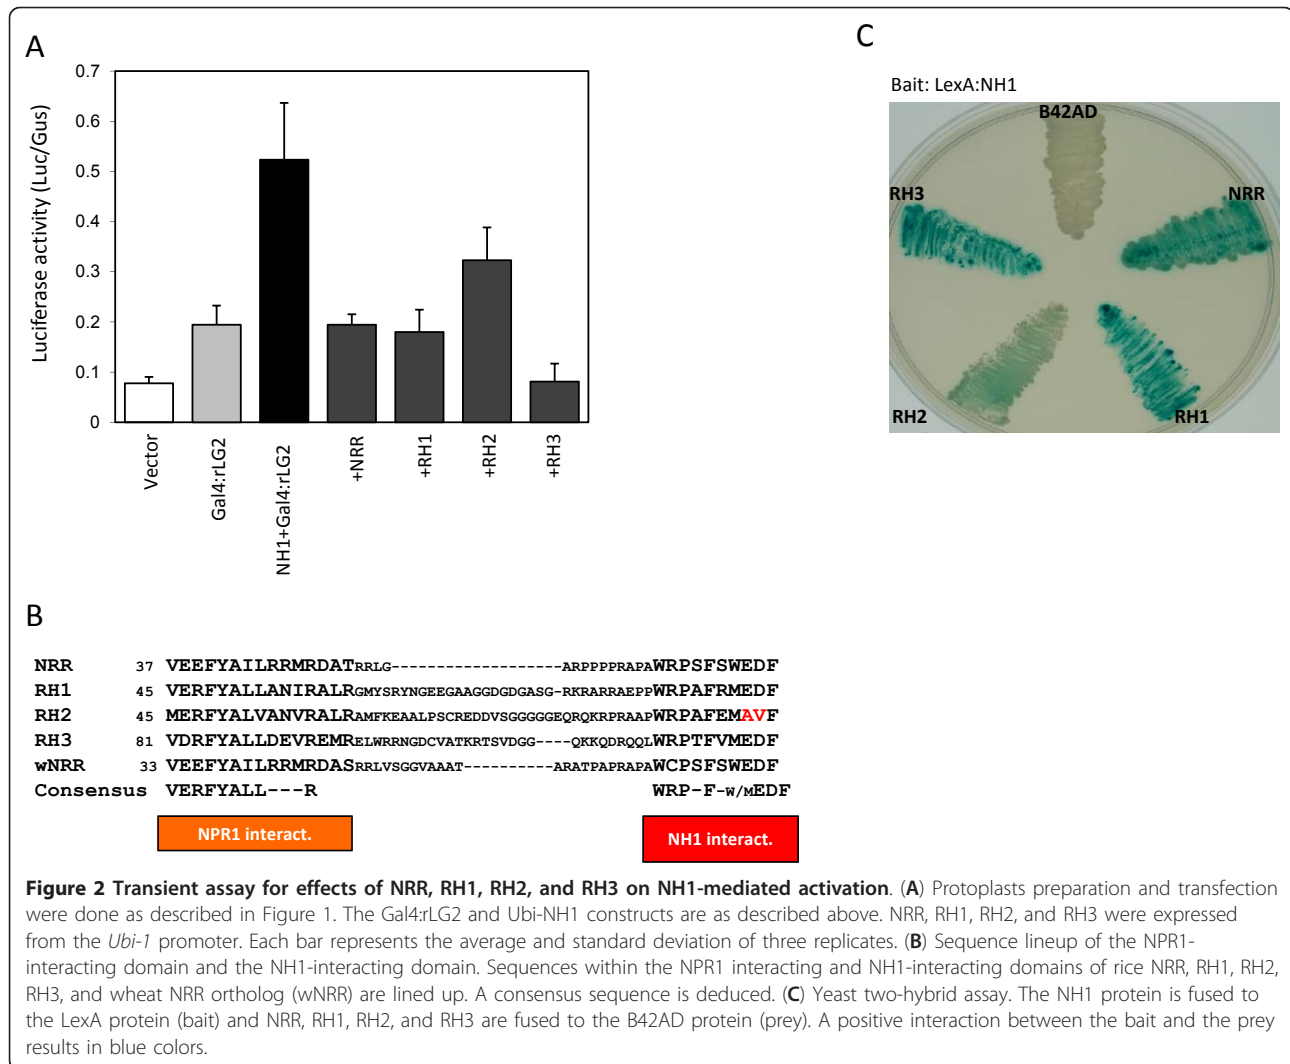 A
Luciferase activity (Luc/Gus)
0.7
0.6
0.5
0.4
0.3
0.2
0.1
0
Vector
Gal4:rLG2
NH1+Gal4:rLG2
+NRR
+RH1
+RH2
+RH3
C
Bait: LexA:NH1
B42AD
RH3
NRR
RH2
RH1
B
NRR 37 VEEFYAILRRMRDATRRLG------------------ARPPPPRAPAWRPSFSWEDF
RH1 45 VERFYALLANIRALRGMYSRYNGEEGAAGGDGDGASG-RKRARRAEPPWRPAFRMEDF
RH2 45 MERFYALVANVRALRAMFKEAALPSCREDDVSGGGGGEQRQKRPRAAPWRPAFEMAVF
RH3 81 VDRFYALLDEVREMRELWRRNGDCVATKRTSVDGG----QKKQDRQQLWRPTFVMEDF
wNRR 33 VEEFYAILRRMRDASRRLVSGGVAAAT----------ARATPAPRAPAWCPSFSWEDF
Consensus VERFYALL---R WRP-F-W/MEDF
NPR1 interact. NH1 interact.
Figure 2 Transient assay for effects of NRR, RH1, RH2, and RH3 on NH1-mediated activation. (A) Protoplasts preparation and transfection
were done as described in Figure 1. The Gal4:rLG2 and Ubi-NH1 constructs are as described above. NRR, RH1, RH2, and RH3 were expressed
from the Ubi-1 promoter. Each bar represents the average and standard deviation of three replicates. (B) Sequence lineup of the NPR1-
interacting domain and the NH1-interacting domain. Sequences within the NPR1 interacting and NH1-interacting domains of rice NRR, RH1, RH2,
RH3, and wheat NRR ortholog (wNRR) are lined up. A consensus sequence is deduced. (C) Yeast two-hybrid assay. The NH1 protein is fused to
the LexA protein (bait) and NRR, RH1, RH2, and RH3 are fused to the B42AD protein (prey). A positive interaction between the bait and the prey
results in blue colors.